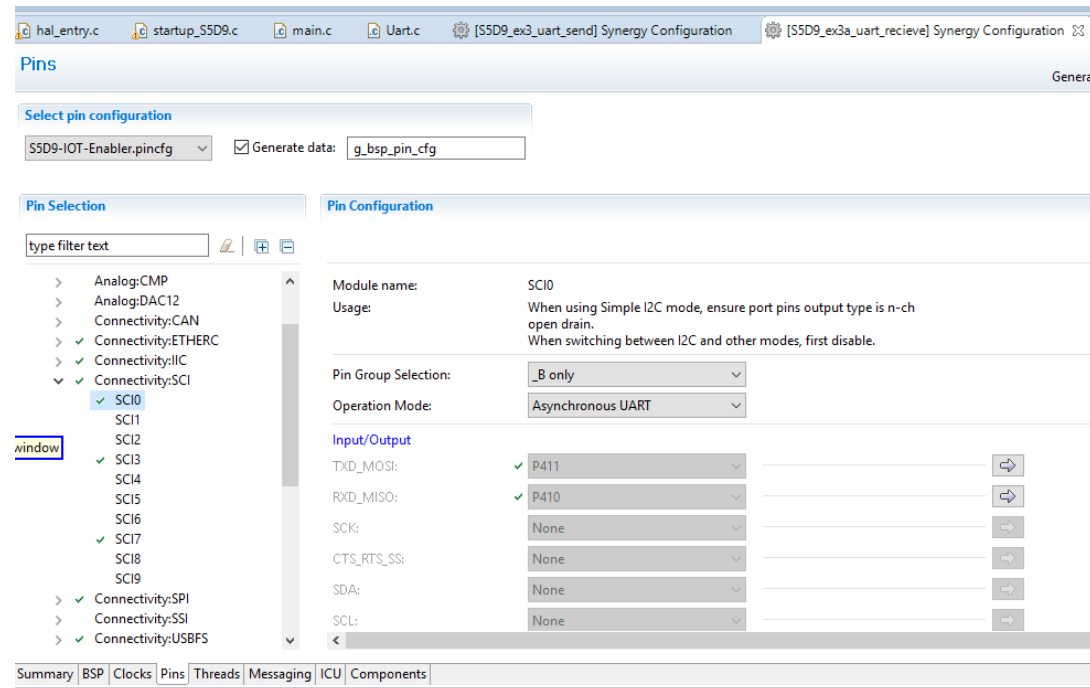 hal_entry.c startup_S5D9.c main.c Uart.c [S5D9_ex3_uart_send] Synergy Configuration [S5D9_ex3a_uart_recieve] Synergy Configuration
Pins
Genera
Select pin configuration
S5D9-IOT-Enabler.pincfg Generate data: g_bsp_pin_cfg
Pin Selection
type filter text
Analog:CMP
Analog:DAC12
Connectivity:CAN
Connectivity:ETHERC
Connectivity:IIC
Connectivity:SCI
SCI0
SCI1
SCI2
window
SCI3
SCI4
SCI5
SCI6
SCI7
SCI8
SCI9
Connectivity:SPI
Connectivity:SSI
Connectivity:USBFS
Pin Configuration
Module name: SCI0
Usage: When using Simple I2C mode, ensure port pins output type is n-ch
open drain.
When switching between I2C and other modes, first disable.
Pin Group Selection: _B only
Operation Mode: Asynchronous UART
Input/Output
TXD_MOSI: P411
RXD_MISO: P410
SCK: None
CTS_RTS_SS: None
SDA: None
SCL: None
Summary BSP Clocks Pins Threads Messaging ICU Components